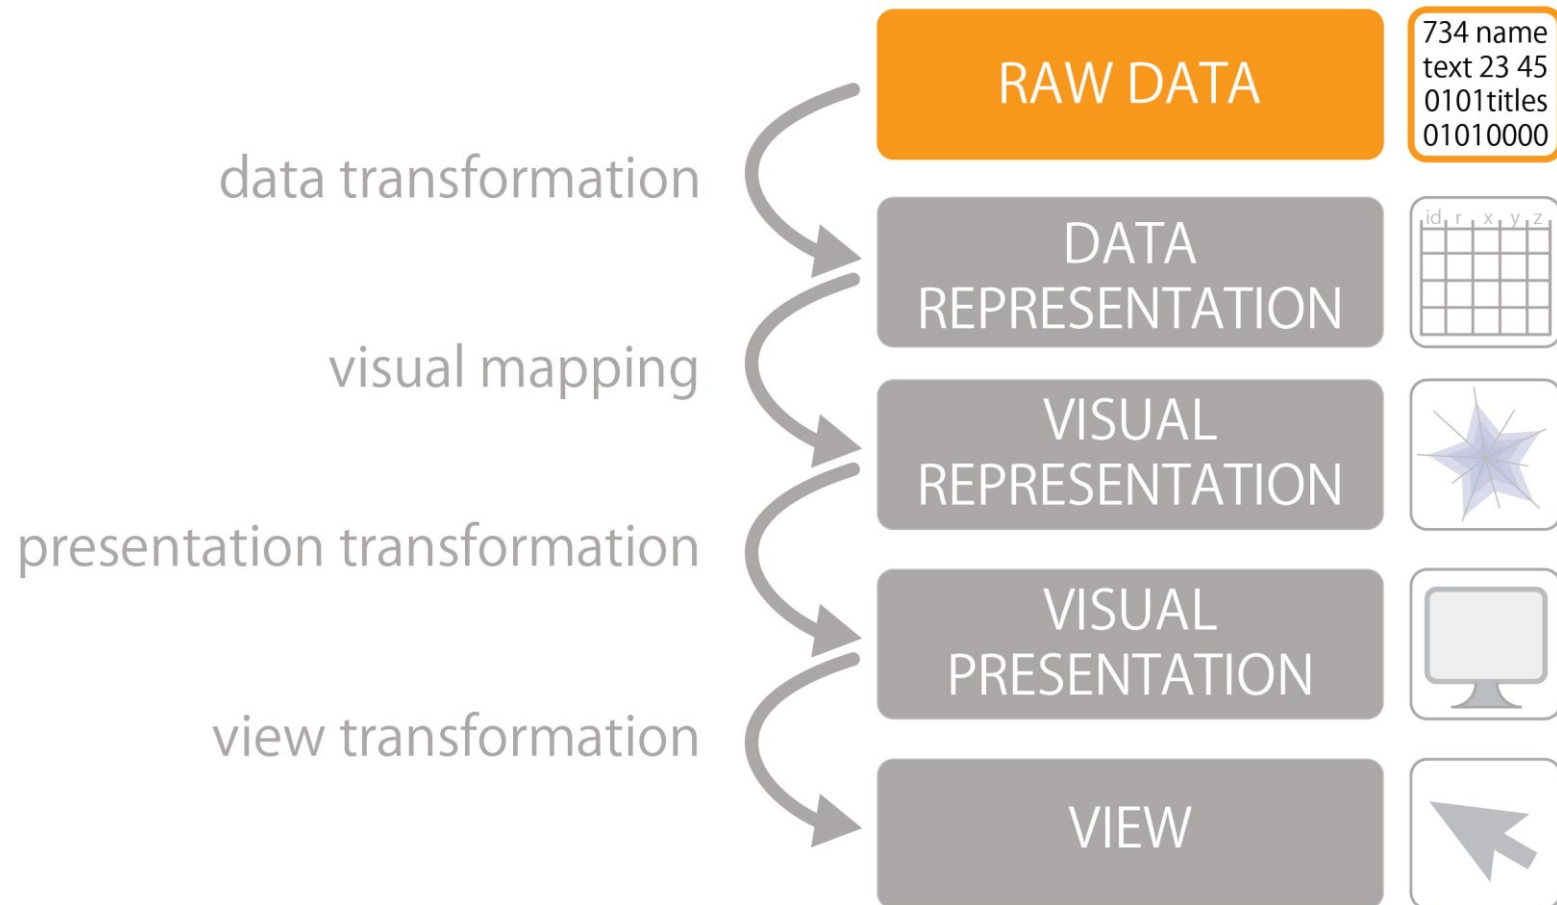 RAW DATA
734 name
text 23 45
0101titles
01010000
data transformation
DATA
REPRESENTATION
id r x y z
visual mapping
VISUAL
REPRESENTATION
presentation transformation
VISUAL
PRESENTATION
view transformation
VIEW